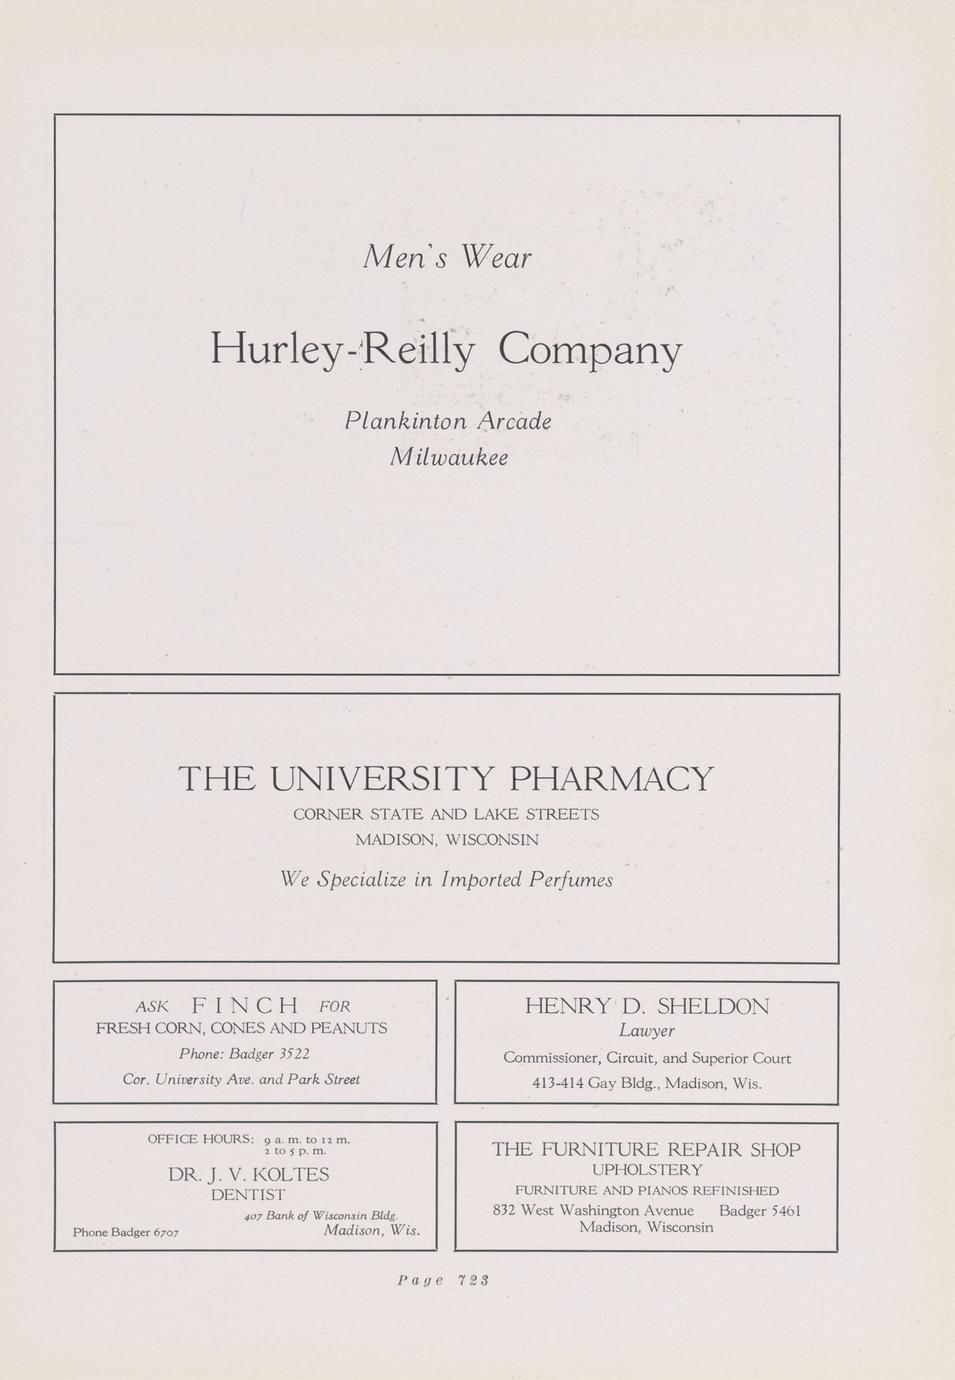 Men's Wear
Hurley-Reilly Company
Plankinton Arcade
Milwaukee
THE UNIVERSITY PHARMACY
CORNER STATE AND LAKE STREETS
MADISON, WISCONSIN
We Specialize in Imported Perfumes
ASK FINCH FOR
FRESH CORN, CONES AND PEANUTS
Phone: Badger 3522
Cor. University Ave. and Park Street
HENRY D. SHELDON
Lawyer
Commissioner, Circuit, and Superior Court
413-414 Gay Bldg., Madison, Wis.
OFFICE HOURS: 9 a. m. to 12 m.
2 to 5 p. m.
DR. J. V. KOLTES
DENTIST
407 Bank of Wisconsin Bldg.
Phone Badger 6707 Madison, Wis.
THE FURNITURE REPAIR SHOP
UPHOLSTERY
FURNITURE AND PIANOS REFINISHED
832 West Washington Avenue Badger 5461
Madison, Wisconsin
Page 723